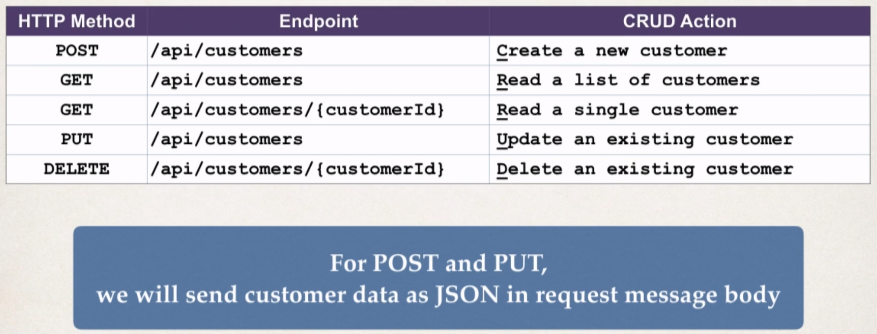 HTTP Method Endpoint CRUD Action
POST /api/customers Create a new customer
GET /api/customers Read a list of customers
GET /api/customers/{customerId} Read a single customer
PUT /api/customers Update an existing customer
DELETE /api/customers/{customerId} Delete an existing customer
For POST and PUT,
we will send customer data as JSON in request message body